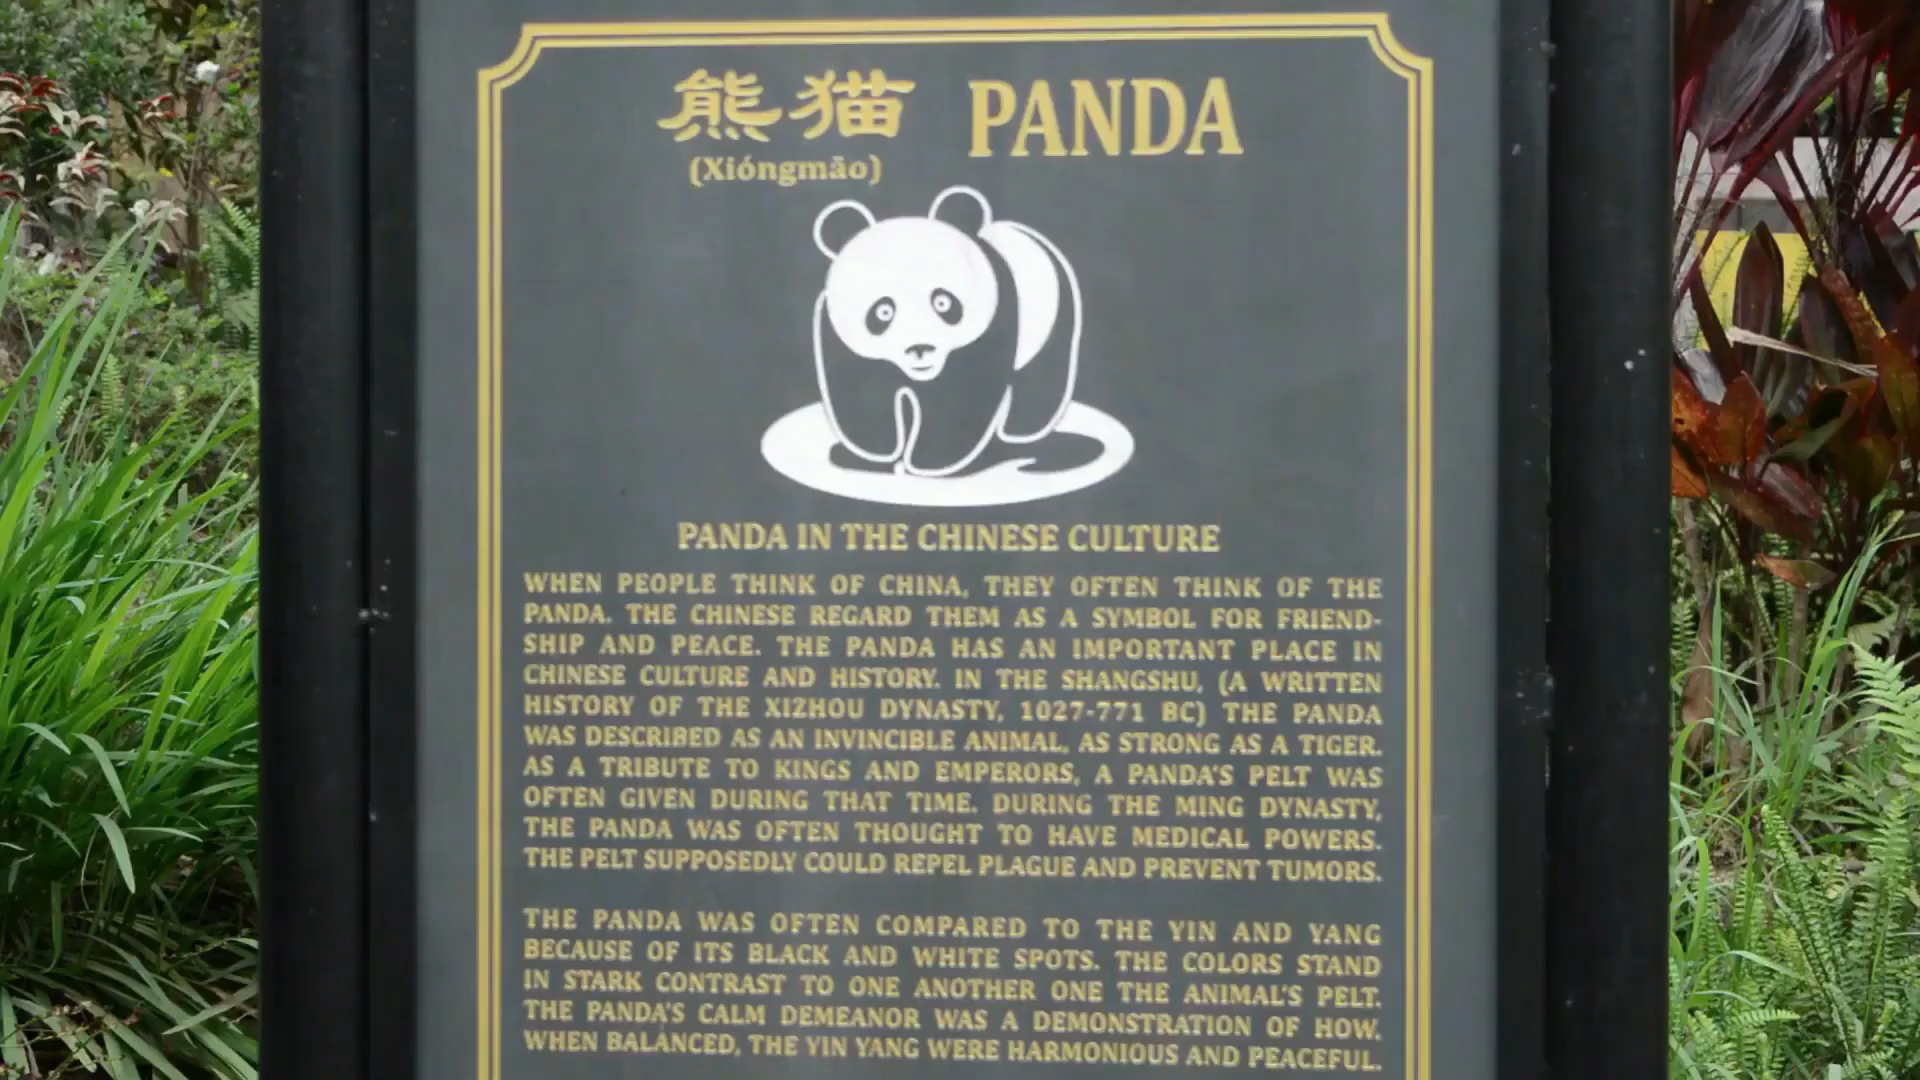 熊猫 PANDA
(Xióngmāo)
PANDA IN THE CHINESE CULTURE
WHEN PEOPLE THINK OF CHINA, THEY OFTEN THINK OF THE
PANDA. THE CHINESE REGARD THEM AS A SYMBOL FOR FRIEND-
SHIP AND PEACE. THE PANDA HAS AN IMPORTANT PLACE IN
CHINESE CULTURE AND HISTORY. IN THE SHANGSHU, (A WRITTEN
HISTORY OF THE XIZHOU DYNASTY, 1027-771 BC) THE PANDA
WAS DESCRIBED AS AN INVINCIBLE ANIMAL, AS STRONG AS A TIGER.
AS A TRIBUTE TO KINGS AND EMPERORS, A PANDA'S PELT WAS
OFTEN GIVEN DURING THAT TIME. DURING THE MING DYNASTY,
THE PANDA WAS OFTEN THOUGHT TO HAVE MEDICAL POWERS.
THE PELT SUPPOSEDLY COULD REPEL PLAGUE AND PREVENT TUMORS.
THE PANDA WAS OFTEN COMPARED TO THE YIN AND YANG
BECAUSE OF ITS BLACK AND WHITE SPOTS. THE COLORS STAND
IN STARK CONTRAST TO ONE ANOTHER ONE THE ANIMAL'S PELT.
THE PANDA'S CALM DEMEANOR WAS A DEMONSTRATION OF HOW.
WHEN BALANCED, THE YIN YANG WERE HARMONIOUS AND PEACEFUL.